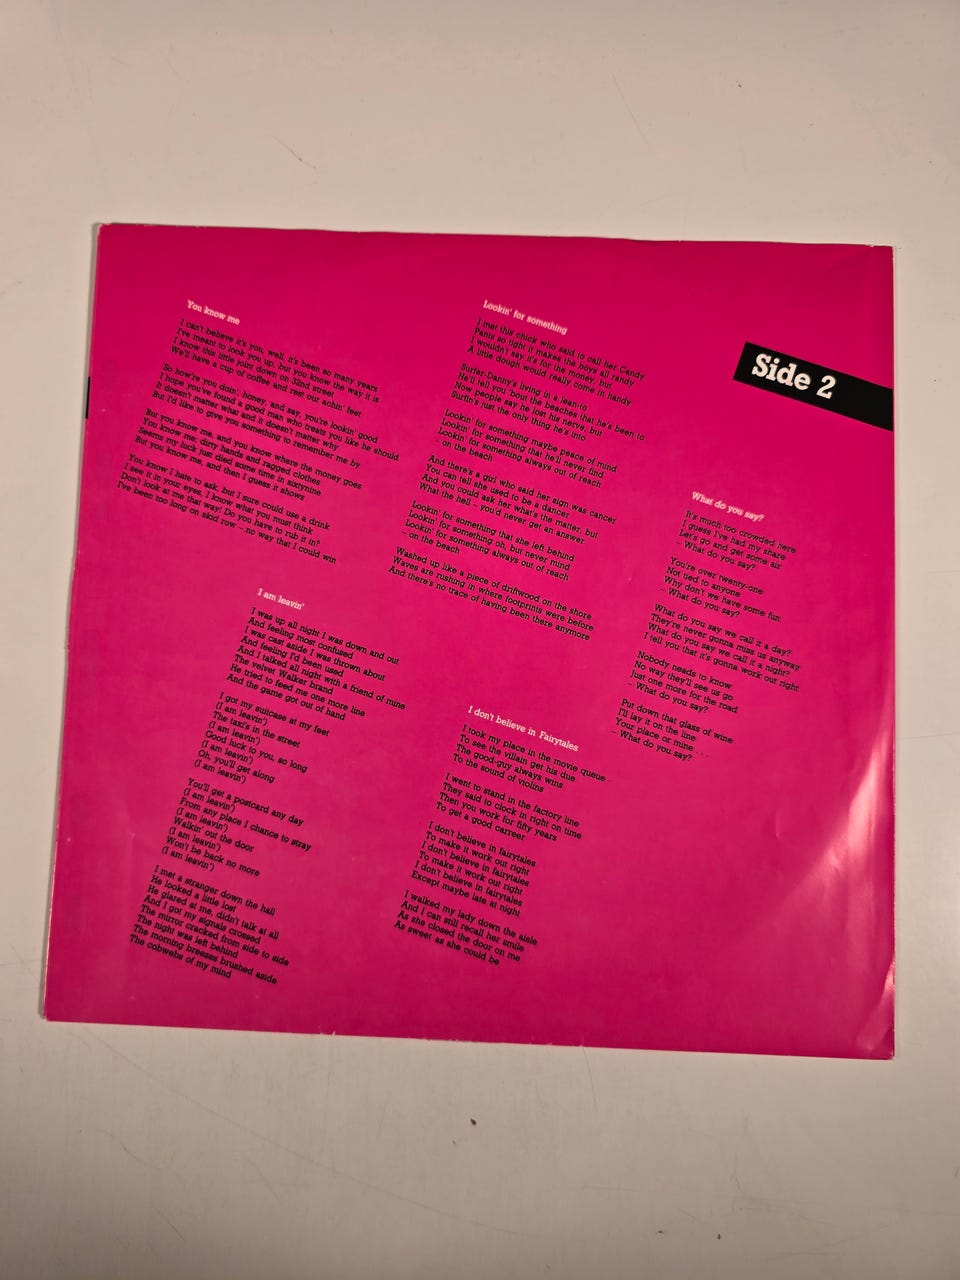 Side 2
You know me
I can't believe it's you, well, it's been so many years
I've meant to look you up, but you know the way it is
I know this little joint down on 32nd street
We'll have a cup of coffee and rest our achin' feet
So how're you doin', honey, and say, you're lookin' good
I hope you've found a good man who treats you like he should
It doesn't matter what and it doesn't matter why
But I'd like to give you something to remember me by
But you know me, and you know where the money goes
You know me; dirty hands and ragged clothes
Seems my luck just died some time in sixtynine
But you know me, and then I guess it shows
You know I hate to ask, but I sure could use a drink
I see it in your eyes, I know what you must think
Don't look at me that way! Do you have to rub it in?
I've been too long on skid row – no way that I could win
I am leavin'
I was up all night I was down and out
And feeling most confused
I was cast aside I was thrown about
And feeling I'd been used
And I talked all night with a friend of mine
The velvet Walker brand
He tried to feed me one more line
And the game got out of hand
I got my suitcase at my feet
(I am leavin')
The taxi's in the street
(I am leavin')
Good luck to you, so long
(I am leavin')
Oh, you'll get along
(I am leavin')
You'll get a postcard any day
(I am leavin')
From any place I chance to stray
(I am leavin')
Walkin' out the door
(I am leavin')
Won't be back no more
(I am leavin')
I met a stranger down the hall
He looked a little lost
He glared at me, didn't talk at all
And I got my signals crossed
The mirror cracked from side to side
The night was left behind
The morning breezes brushed aside
The cobwebs of my mind
Lookin' for something
I met this chick who said to call her Candy
Pants so tight it makes the boys all randy
I wouldn't say it's for the money, but
A little dough would really come in handy
Surfer-Danny's living in a lean-to
He'll tell you 'bout the beaches that he's been to
Now people say he lost his nerve, but
Surfin's just the only thing he's into
Lookin' for something maybe peace of mind
Lookin' for something that he'll never find
Lookin' for something always out of reach
– on the beach
And there's a girl who said her sign was cancer
You can tell she used to be a dancer
And you could ask her what's the matter, but
What the hell – you'd never get an answer
Lookin' for something that she left behind
Lookin' for something oh, but never mind
Lookin' for something always out of reach
– on the beach
Washed up like a piece of driftwood on the shore
Waves are rushing in where footprints were before
And there's no trace of having been there anymore
I don't believe in Fairytales
I took my place in the movie queue
To see the villain get his due
The good-guy always wins
To the sound of violins
I went to stand in the factory line
They said to clock in right on time
Then you work for fifty years
To get a good carreer
I don't believe in fairytales
To make it work out right
I don't believe in fairytales
To make it work out right
I don't believe in fairytales
Except maybe late at night
I walked my lady down the aisle
And I can still recall her smile
As she closed the door on me
As sweet as she could be
What do you say?
It's much too crowded here
I guess I've had my share
Let's go and get some air
– What do you say?
You're over twenty-one
Not tied to anyone
Why don't we have some fun
– What do you say?
What do you say we call it a day?
They're never gonna miss us anyway
What do you say we call it a night?
I tell you that it's gonna work out right
Nobody needs to know
No way they'll see us go
Just one more for the road
– What do you say?
Put down that glass of wine
I'll lay it on the line
Your place or mine ....
– What do you say?